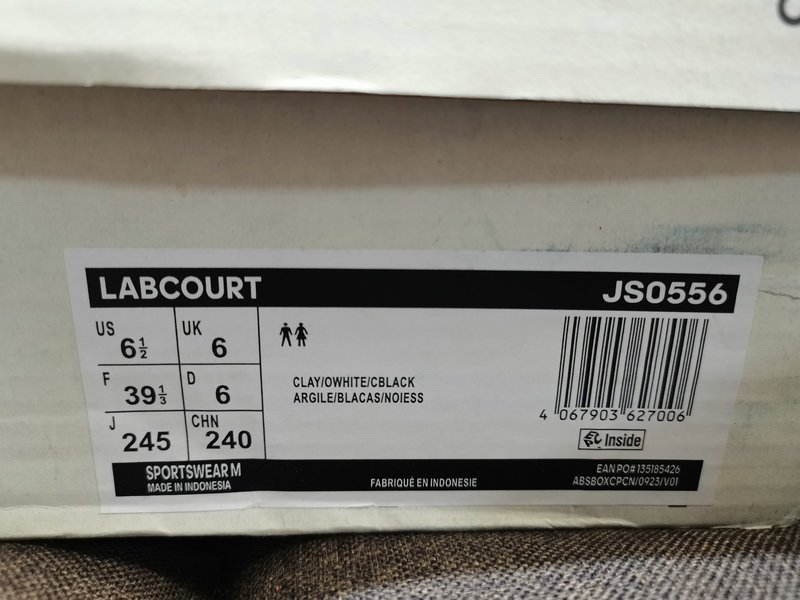 LABCOURT JS0556
US 6½ UK 6
F 39⅓ D 6
J 245 CHN 240
CLAY/OWHITE/CBLACK
ARGILE/BLACAS/NOIESS
4 067903 627006
Inside
SPORTSWEAR M
MADE IN INDONESIA
FABRIQUÉ EN INDONESIE
EAN PO# 135185426
ABSBOXCPCN/0923/V01